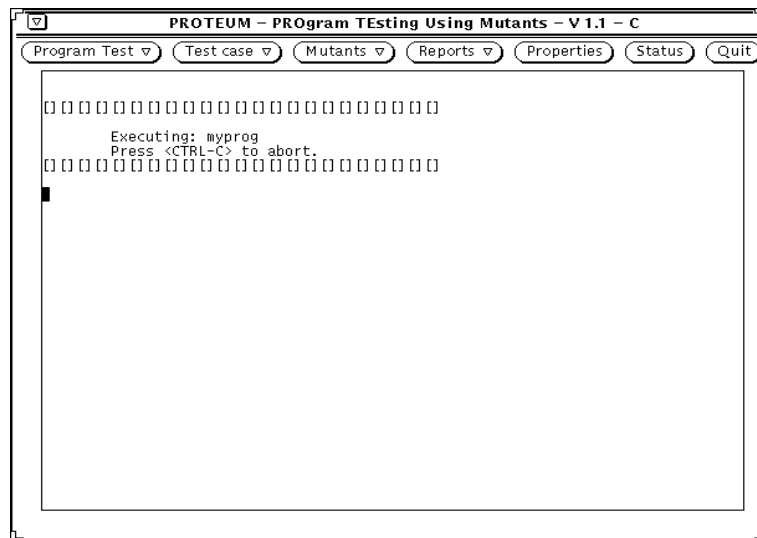 PROTEUM – PROgram TEsting Using Mutants – V 1.1 – C
Program Test Test case Mutants Reports Properties Status Quit
[] [] [] [] [] [] [] [] [] [] [] [] [] [] [] [] [] [] [] [] [] [] []
Executing: myprog
Press <CTRL-C> to abort.
[] [] [] [] [] [] [] [] [] [] [] [] [] [] [] [] [] [] [] [] [] [] []